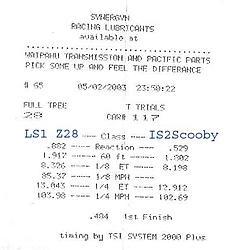 SYNERGYN
RACING LUBRICANTS
available at
WAIPAHU TRANSMISSION AND PACIFIC PARTS
PICK SOME UP AND FEEL THE DIFFERANCE
# 65 05/02/2003 23:50:22
FULL TREE T TRIALS
28 CAR# 117
LS1 Z28 ---- Class ---- IS2Scooby
.882 ---- Reaction ---- .529
1.917 ---- 60 ft ---- 1.802
8.326 ---- 1/8 ET ---- 8.198
85.37 ---- 1/8 MPH ----
13.043 ---- 1/4 ET ---- 12.912
103.98 ---- 1/4 MPH ---- 102.69
.484 1st Finish
timing by TSI SYSTEM 2000 Plus